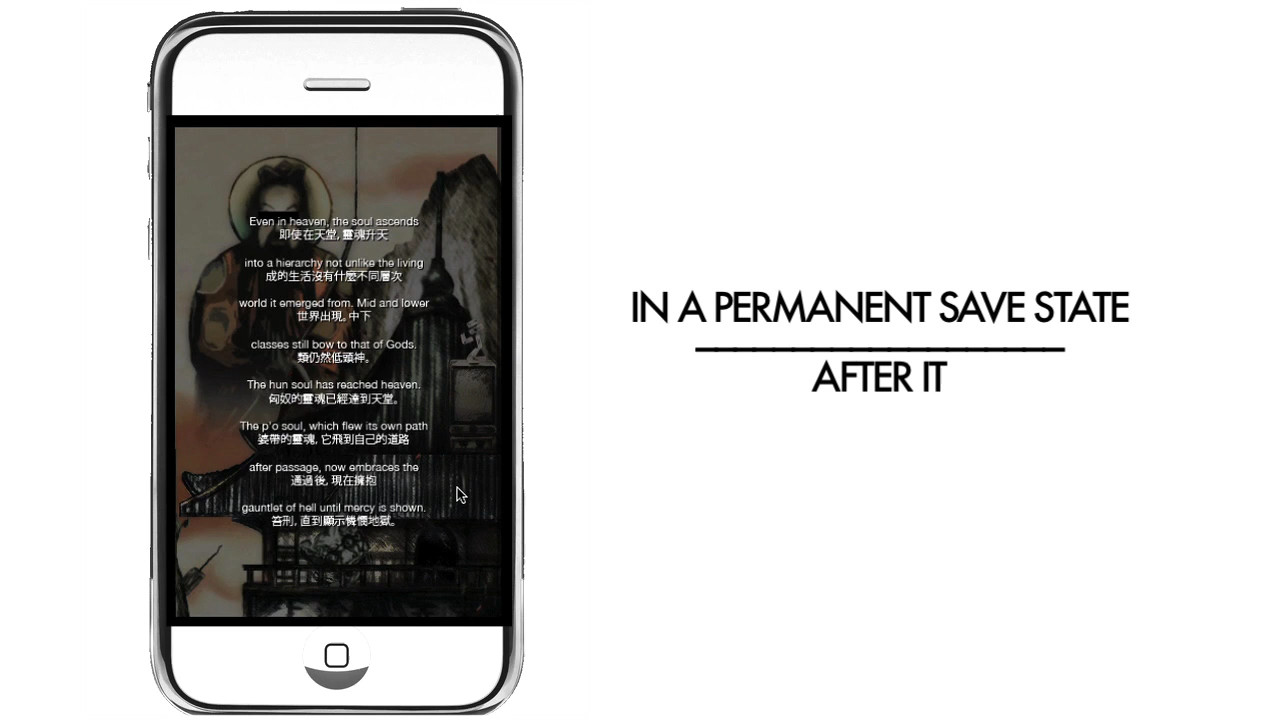 Even in heaven, the soul ascends
即使在天堂, 靈魂升天
into a hierarchy not unlike the living
成的生活沒有什麼不同層次
world it emerged from. Mid and lower
世界出現。中下
classes still bow to that of Gods.
類仍然低頭神。
The hun soul has reached heaven.
匈奴的靈魂已經達到天堂。
The p'o soul, which flew its own path
婆帶的靈魂, 它飛到自己的道路
after passage, now embraces the
通過後, 現在擁抱
gauntlet of hell until mercy is shown.
笞刑, 直到顯示憐憫地獄。
IN A PERMANENT SAVE STATE
AFTER IT